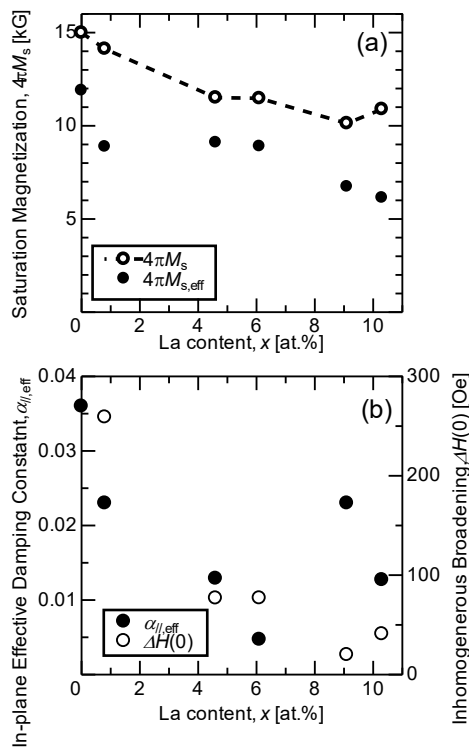 Saturation Magnetization, 4πMs [kG]
15
10
5
(a)
4πMs
4πMs,eff
0 2 4 6 8 10
La content, x [at.%]
In-plane Effective Damping Constatnt, α//,eff
0.04
0.03
0.02
0.01
(b)
α//,eff
ΔH(0)
300
200
100
0
Inhomogenerous Broadening ΔH(0) [Oe]
0 2 4 6 8 10
La content, x [at.%]